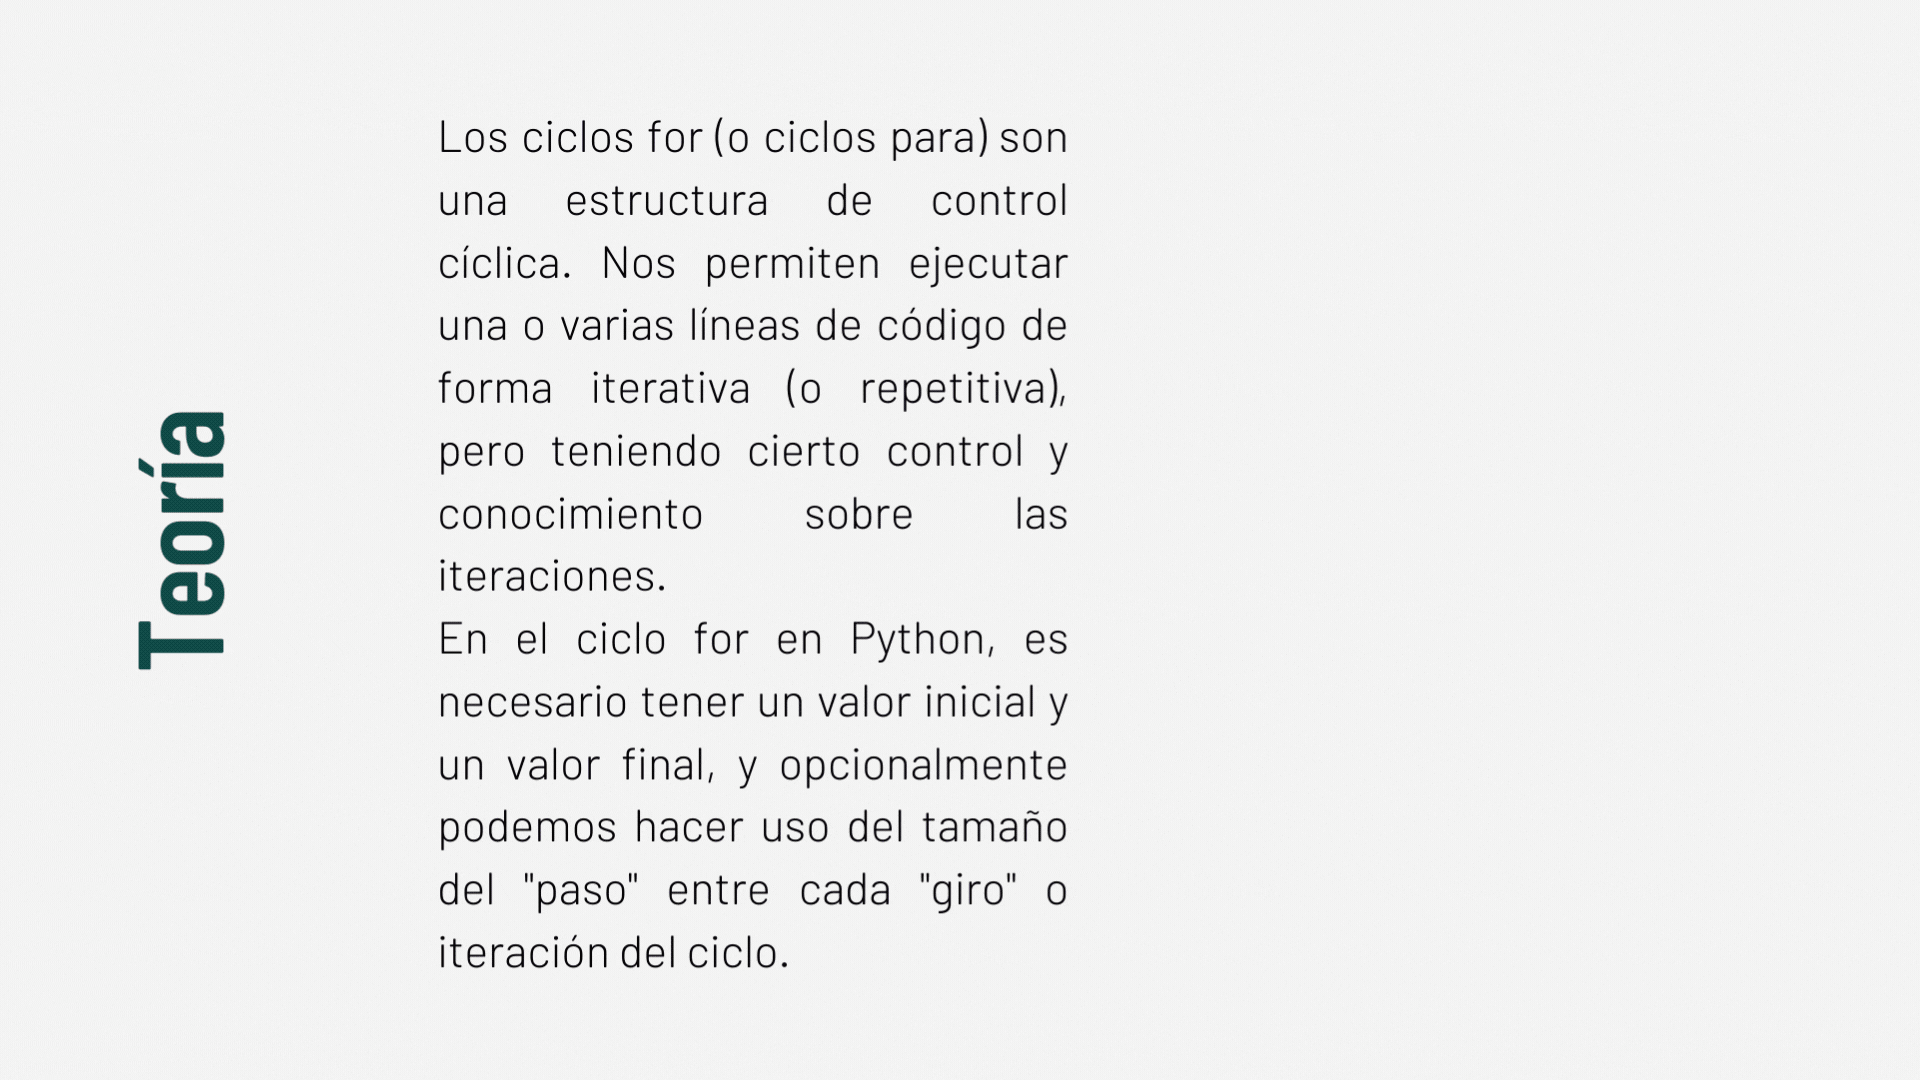 Teoría
Los ciclos for (o ciclos para) son
una estructura de control
cíclica. Nos permiten ejecutar
una o varias líneas de código de
forma iterativa (o repetitiva),
pero teniendo cierto control y
conocimiento sobre las
iteraciones.
En el ciclo for en Python, es
necesario tener un valor inicial y
un valor final, y opcionalmente
podemos hacer uso del tamaño
del "paso" entre cada "giro" o
iteración del ciclo.